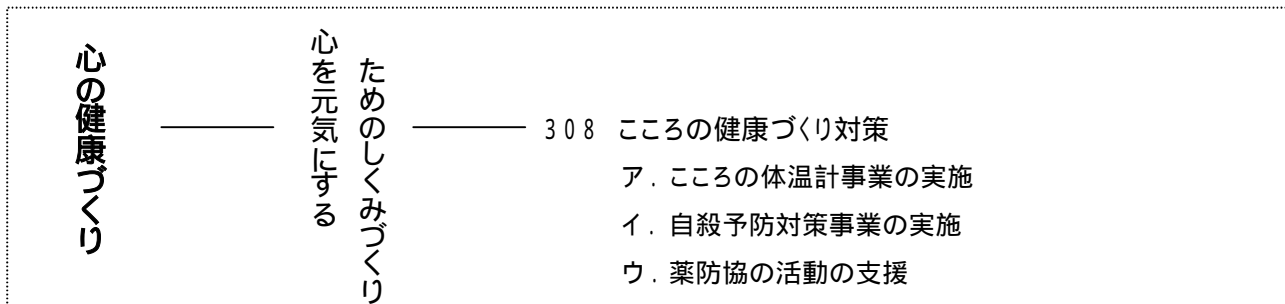 心の健康づくり
心を元気にする
ためのしくみづくり
308 こころの健康づくり対策
ア．こころの体温計事業の実施
イ．自殺予防対策事業の実施
ウ．薬防協の活動の支援